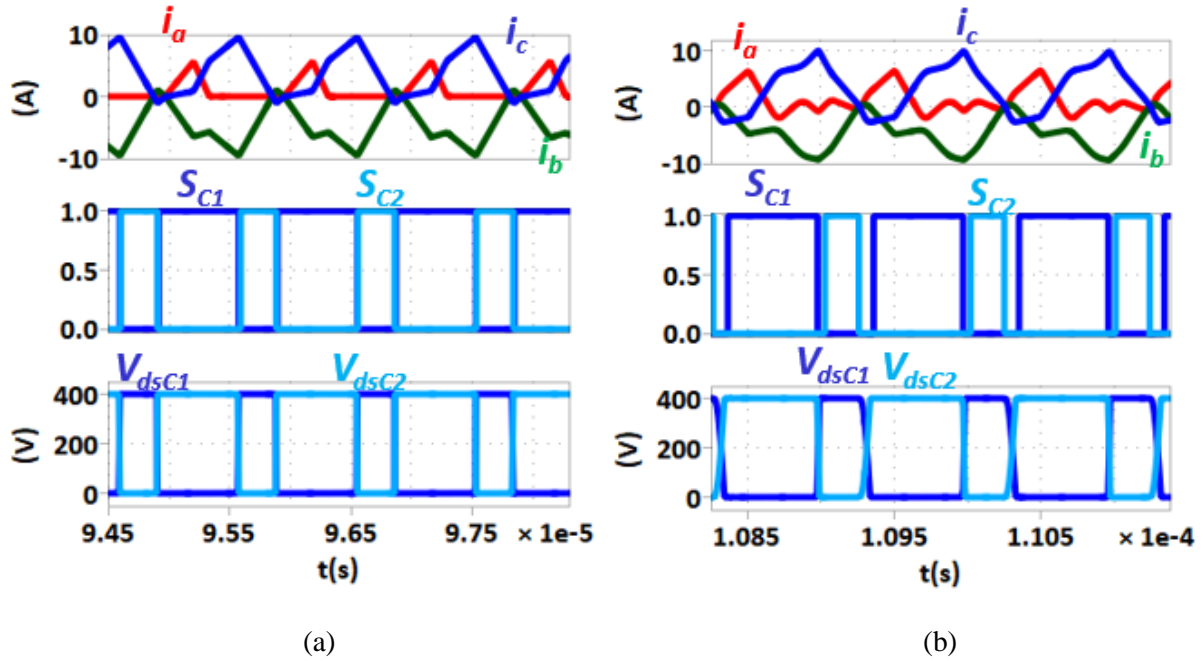 i_a i_c
10
0
-10
(A)
i_b
S_C1 S_C2
1.0
0.5
0.0
V_dsC1 V_dsC2
400
200
0
(V)
9.45 9.55 9.65 9.75 × 1e-5
t(s)
(a)
i_a i_c
10
0
-10
(A)
i_b
S_C1 S_C2
1.0
0.5
0.0
V_dsC1 V_dsC2
400
200
0
(V)
1.085 1.095 1.105 × 1e-4
t(s)
(b)